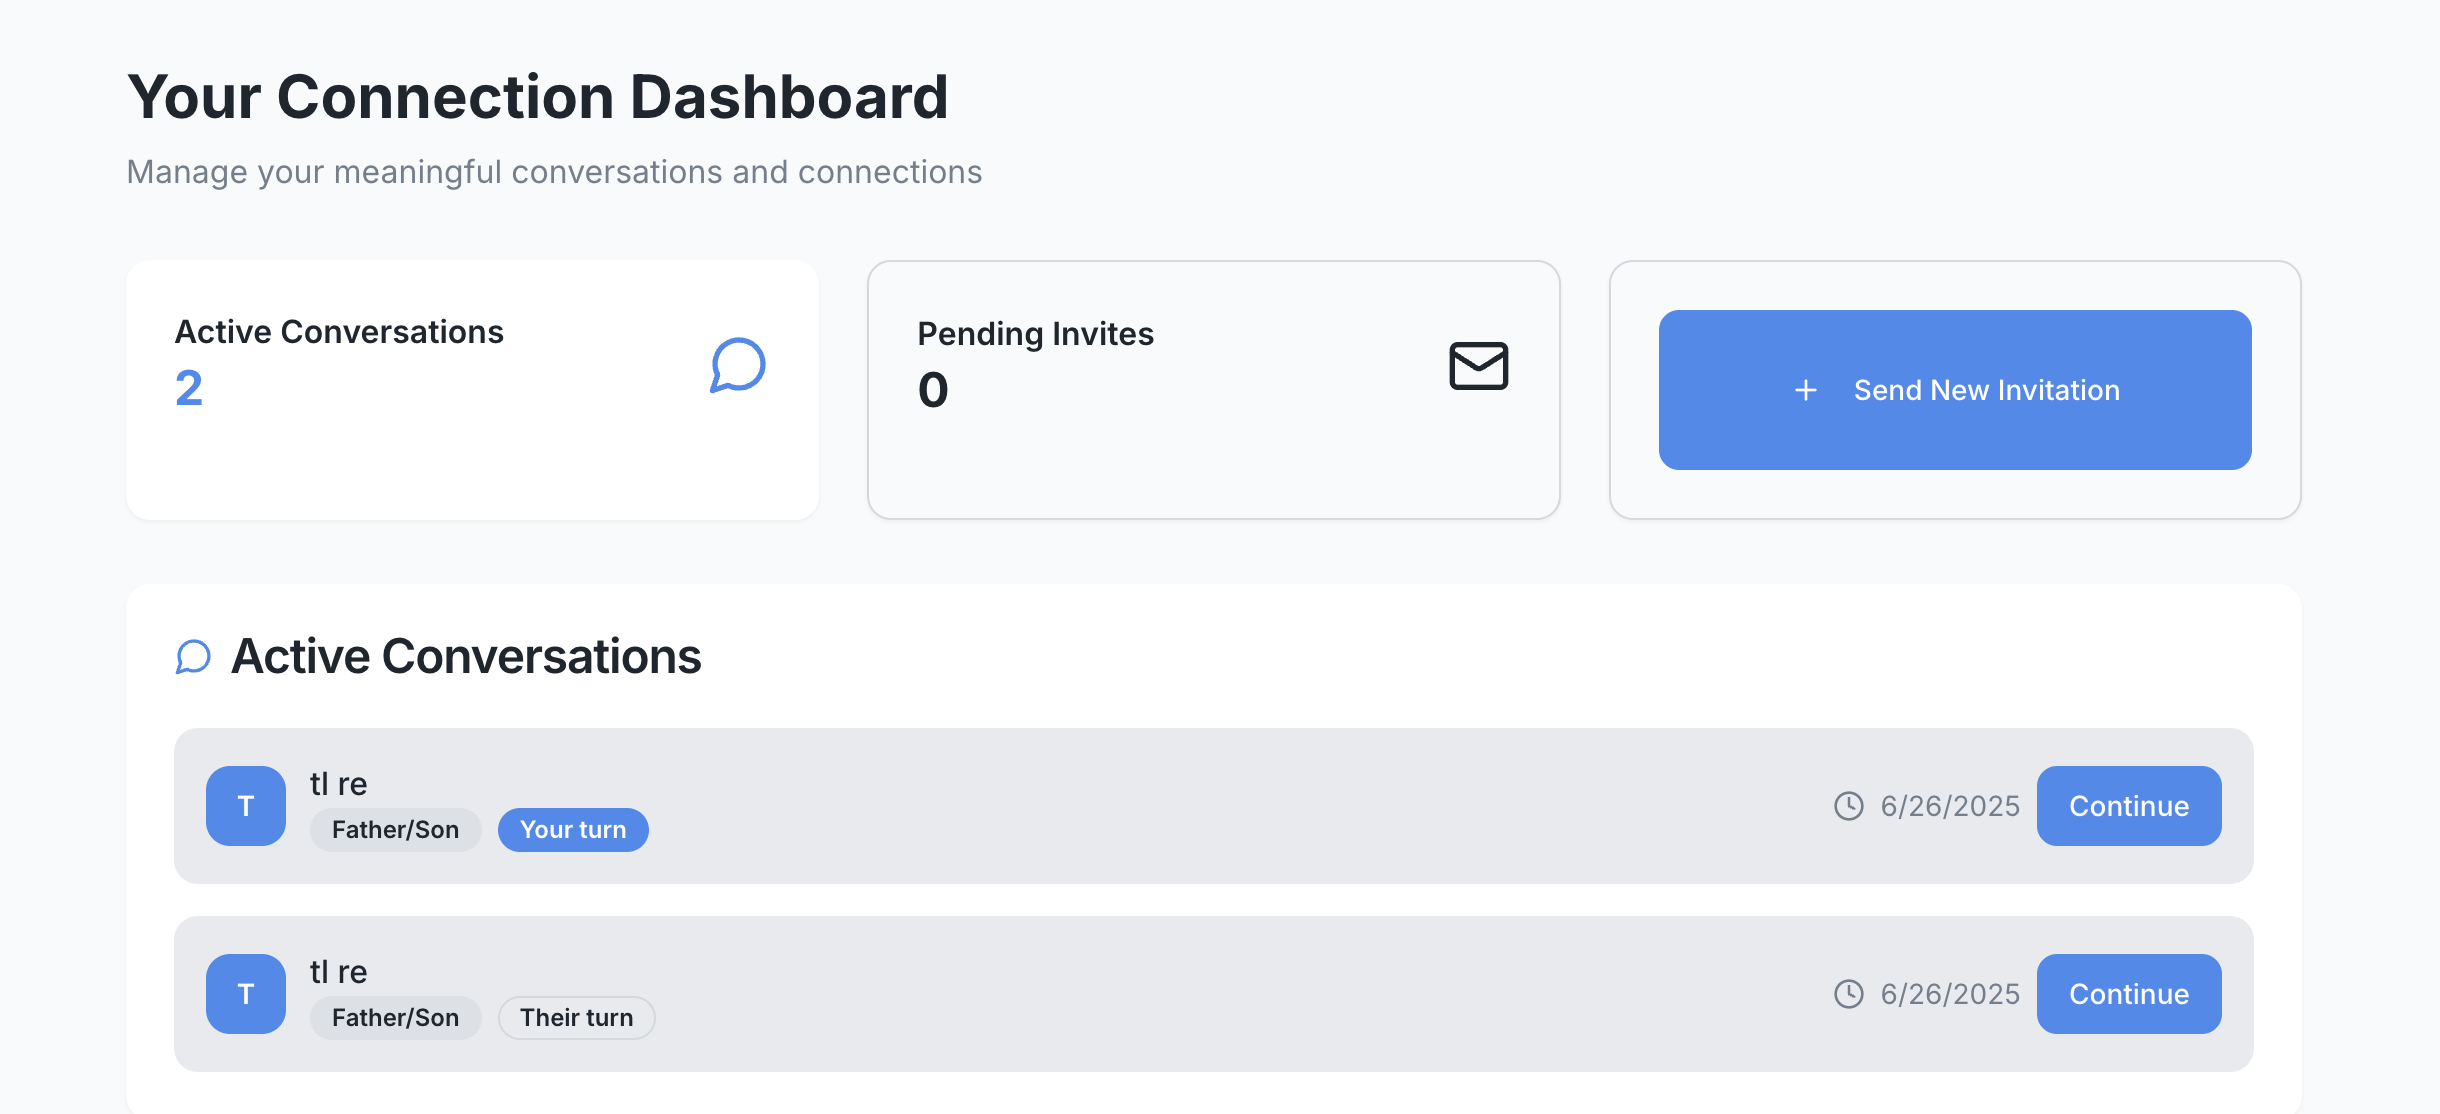 Your Connection Dashboard
Manage your meaningful conversations and connections
Active Conversations
2
Pending Invites
0
+ Send New Invitation
Active Conversations
T
tl re
Father/Son Your turn
6/26/2025
Continue
T
tl re
Father/Son Their turn
6/26/2025
Continue